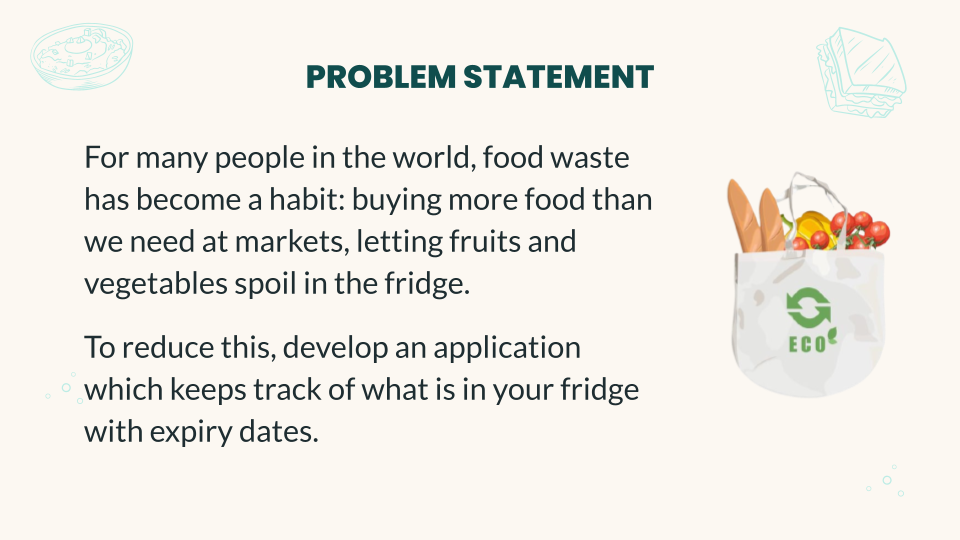 PROBLEM STATEMENT
For many people in the world, food waste
has become a habit: buying more food than
we need at markets, letting fruits and
vegetables spoil in the fridge.
To reduce this, develop an application
which keeps track of what is in your fridge
with expiry dates.
ECO